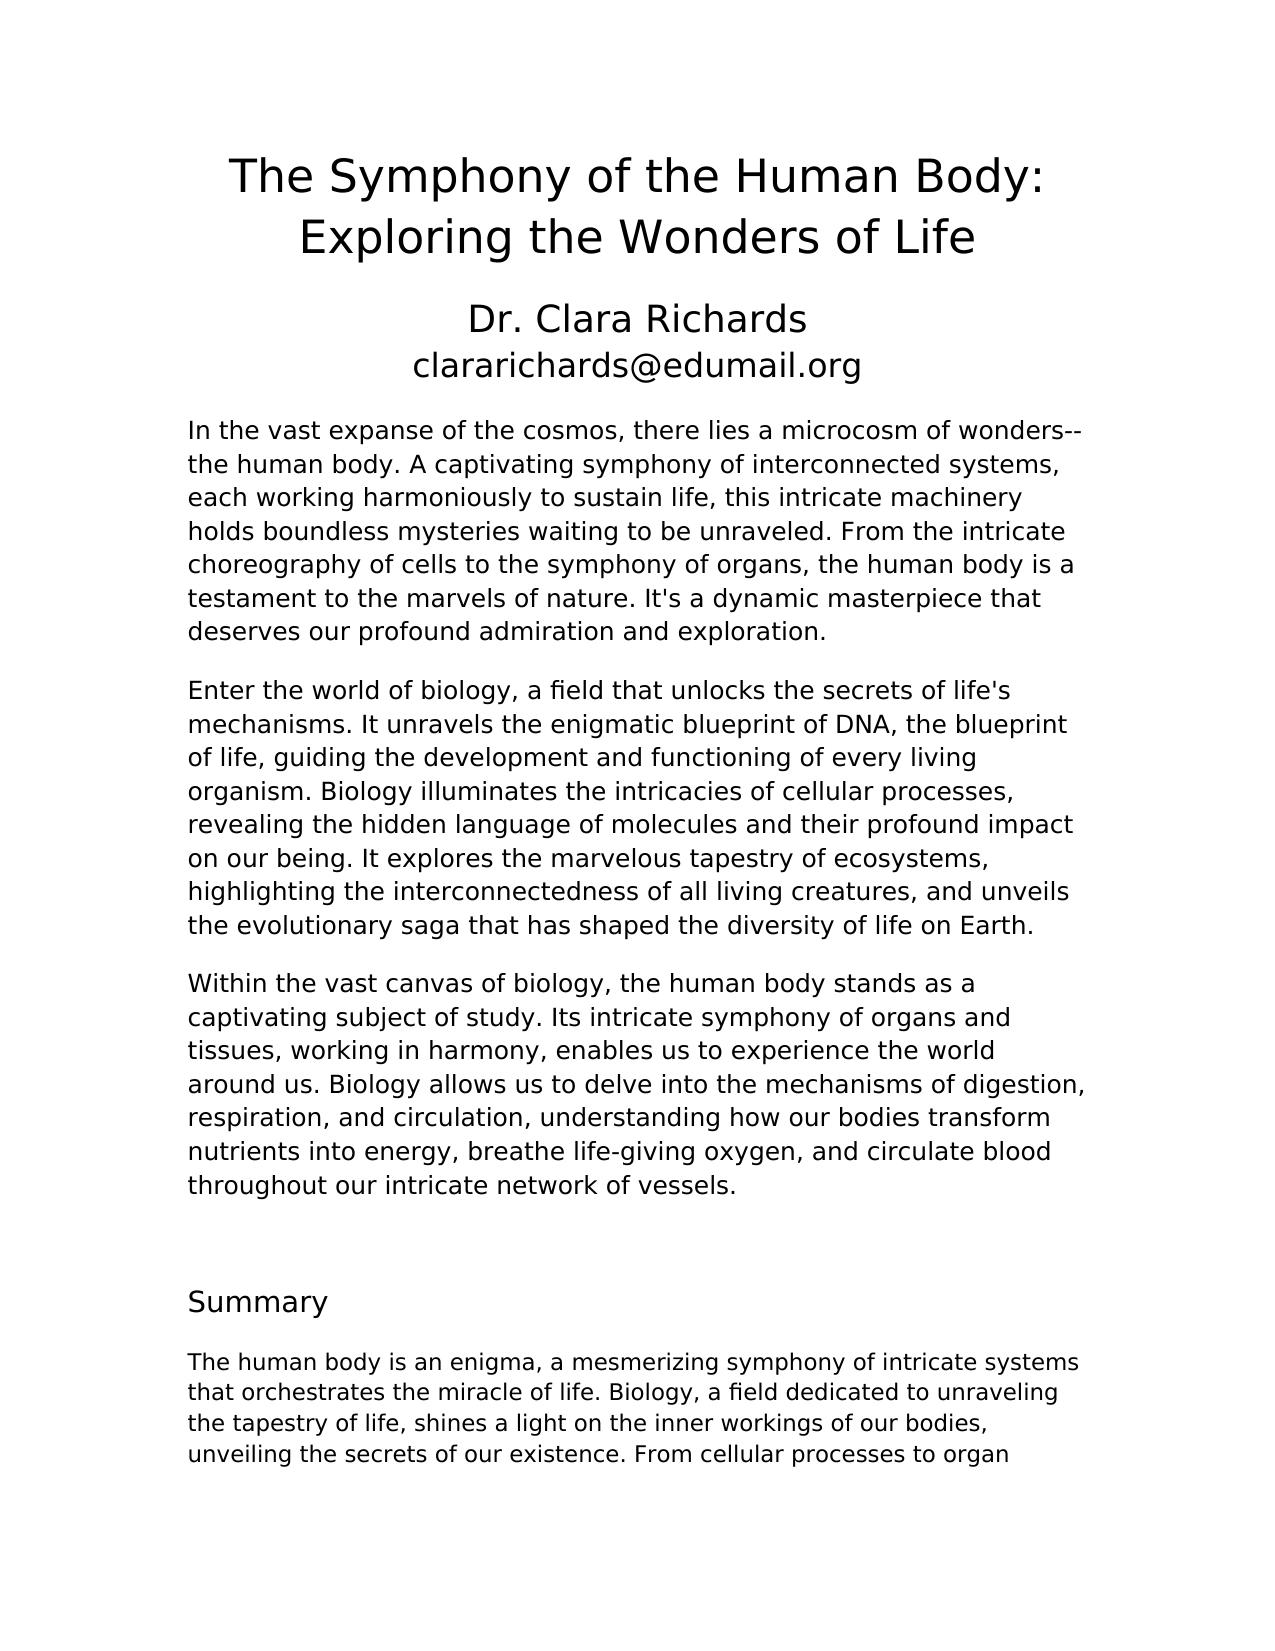 The Symphony of the Human Body:
Exploring the Wonders of Life
Dr. Clara Richards
clararichards@edumail.org
In the vast expanse of the cosmos, there lies a microcosm of wonders--
the human body. A captivating symphony of interconnected systems,
each working harmoniously to sustain life, this intricate machinery
holds boundless mysteries waiting to be unraveled. From the intricate
choreography of cells to the symphony of organs, the human body is a
testament to the marvels of nature. It's a dynamic masterpiece that
deserves our profound admiration and exploration.
Enter the world of biology, a field that unlocks the secrets of life's
mechanisms. It unravels the enigmatic blueprint of DNA, the blueprint
of life, guiding the development and functioning of every living
organism. Biology illuminates the intricacies of cellular processes,
revealing the hidden language of molecules and their profound impact
on our being. It explores the marvelous tapestry of ecosystems,
highlighting the interconnectedness of all living creatures, and unveils
the evolutionary saga that has shaped the diversity of life on Earth.
Within the vast canvas of biology, the human body stands as a
captivating subject of study. Its intricate symphony of organs and
tissues, working in harmony, enables us to experience the world
around us. Biology allows us to delve into the mechanisms of digestion,
respiration, and circulation, understanding how our bodies transform
nutrients into energy, breathe life-giving oxygen, and circulate blood
throughout our intricate network of vessels.
Summary
The human body is an enigma, a mesmerizing symphony of intricate systems
that orchestrates the miracle of life. Biology, a field dedicated to unraveling
the tapestry of life, shines a light on the inner workings of our bodies,
unveiling the secrets of our existence. From cellular processes to organ